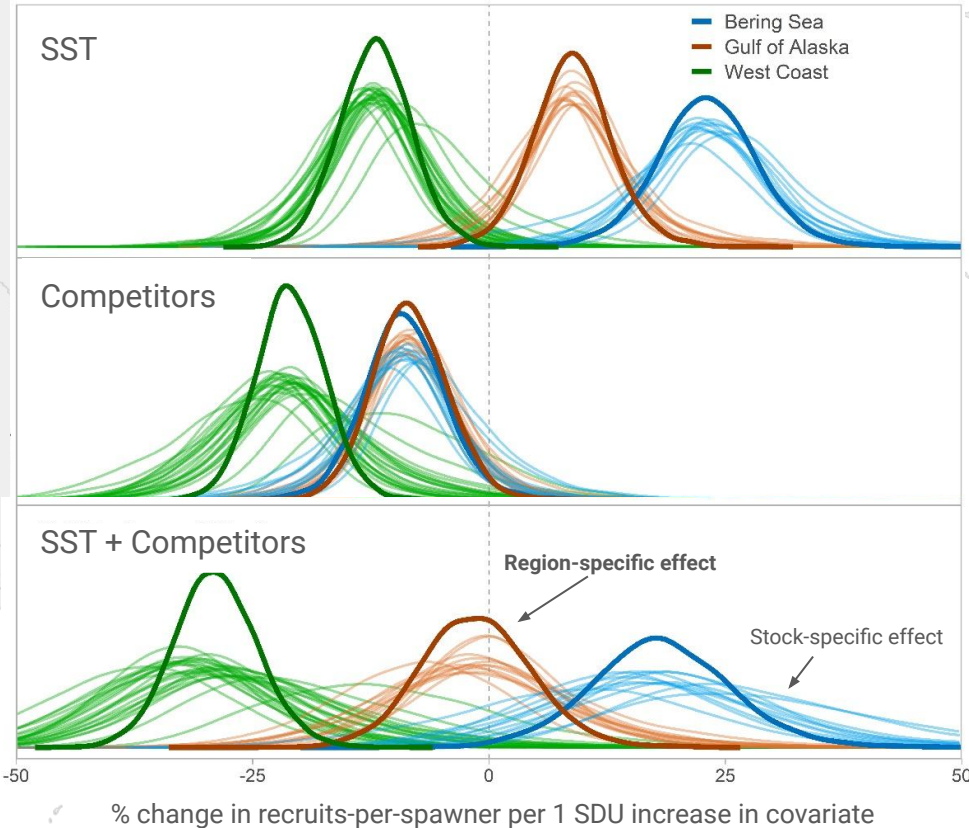 SST
Bering Sea
Gulf of Alaska
West Coast
Competitors
SST + Competitors
Region-specific effect
Stock-specific effect
-50
-25
0
25
50
% change in recruits-per-spawner per 1 SDU increase in covariate